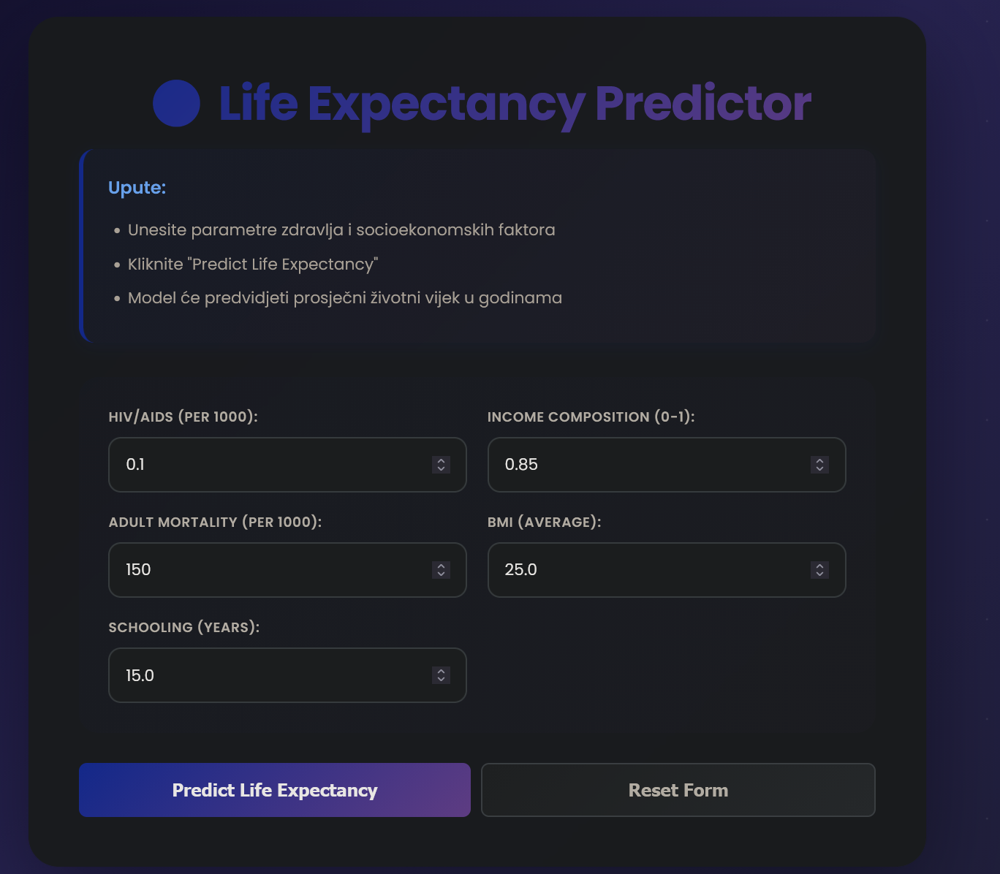 Life Expectancy Predictor
Upute:
• Unesite parametre zdravlja i socioekonomskih faktora
• Kliknite "Predict Life Expectancy"
• Model će predvidjeti prosječni životni vijek u godinama
HIV/AIDS (PER 1000):
0.1
INCOME COMPOSITION (0-1):
0.85
ADULT MORTALITY (PER 1000):
150
BMI (AVERAGE):
25.0
SCHOOLING (YEARS):
15.0
Predict Life Expectancy
Reset Form